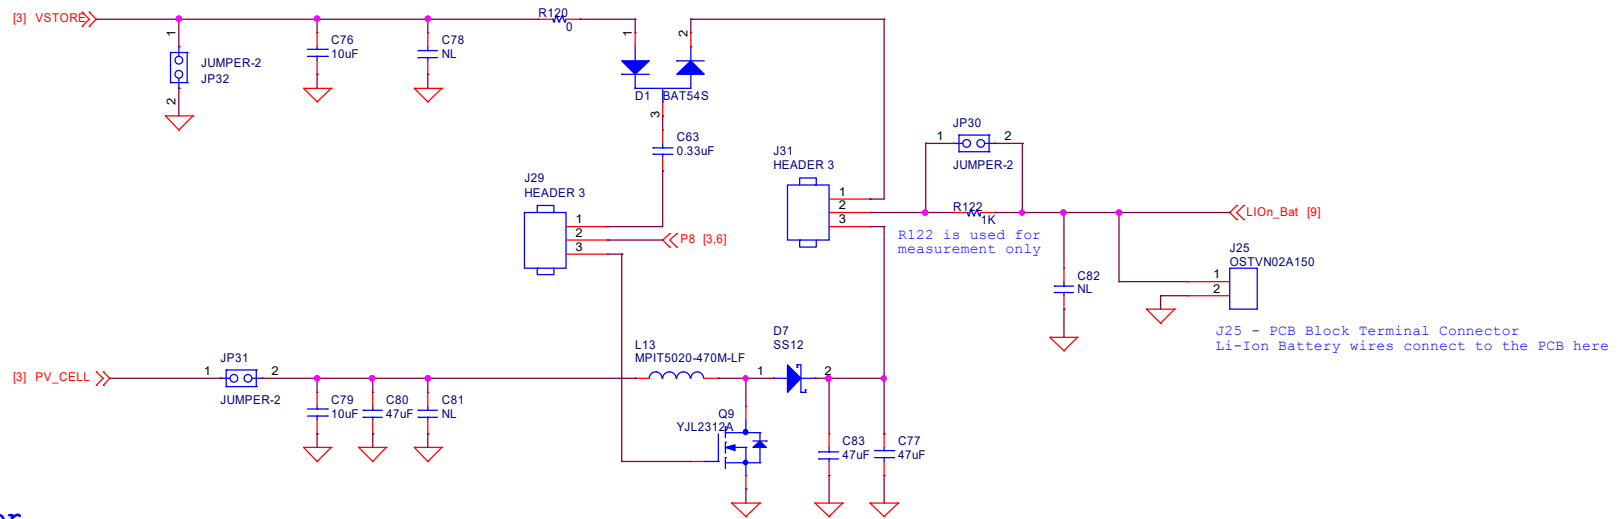 [3] VSTORE
R120
0
1
2
1
JUMPER-2
JP32
2
C76
10uF
C78
NL
D1 BAT54S
3
C63
0.33uF
J29
HEADER 3
1
2
3
P8 [3,6]
J31
HEADER 3
1
2
3
JP30
1 2
JUMPER-2
R122
1K
R122 is used for
measurement only
LIOn_Bat [9]
C82
NL
J25
OSTVN02A150
1
2
J25 - PCB Block Terminal Connector
Li-Ion Battery wires connect to the PCB here
[3] PV_CELL
JP31
1 2
JUMPER-2
C79
10uF
C80
47uF
C81
NL
L13
MPIT5020-470M-LF
D7
SS12
1 2
Q9
YJL2312A
C83
47uF
C77
47uF